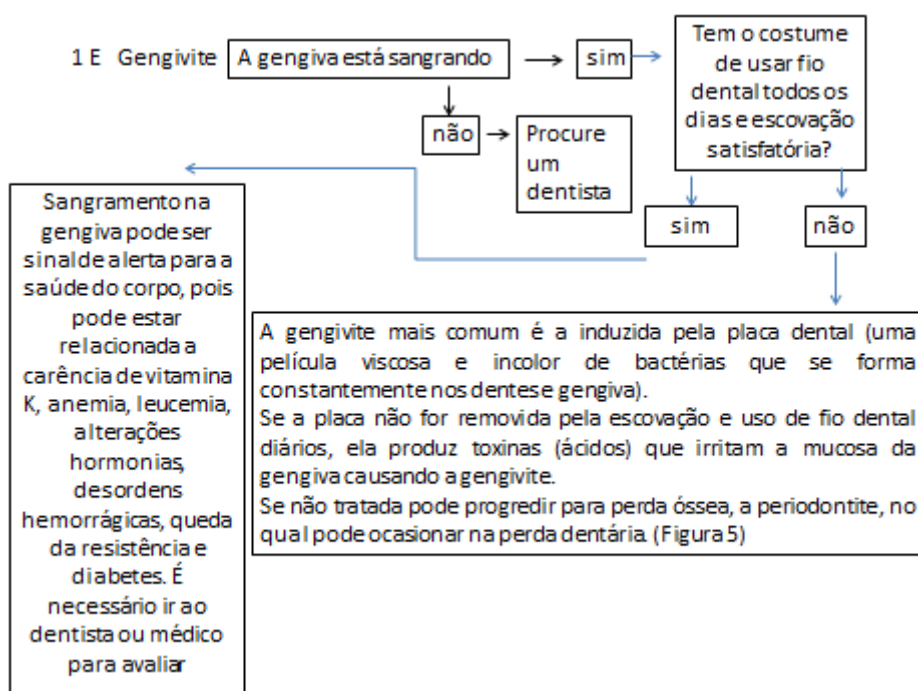 1 E Gengivite
A gengiva está sangrando
sim
Tem o costume
de usar fio
dental todos os
dias e escovação
satisfatória?
não
Procure
um
dentista
sim
não
Sangramento na
gengiva pode ser
sinal de alerta para a
saúde do corpo, pois
pode estar
relacionada a
carência de vitamina
K, anemia, leucemia,
alterações
hormonias,
desordens
hemorrágicas, queda
da resistência e
diabetes. É
necessário ir ao
dentista ou médico
para avaliar
A gengivite mais comum é a induzida pela placa dental (uma
película viscosa e incolor de bactérias que se forma
constantemente nos dentes e gengiva).
Se a placa não for removida pela escovação e uso de fio dental
diários, ela produz toxinas (ácidos) que irritam a mucosa da
gengiva causando a gengivite.
Se não tratada pode progredir para perda óssea, a periodontite, no
qual pode ocasionar na perda dentária. (Figura 5)